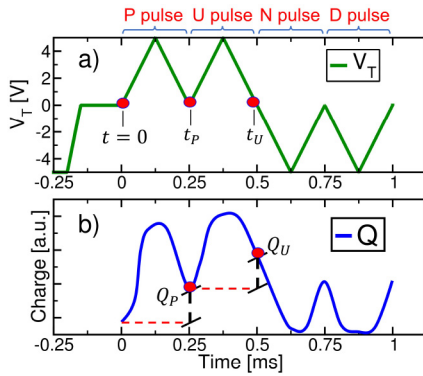 P pulse U pulse N pulse D pulse
a)
V_T
V_T [V]
4
2
0
-2
-4
t = 0
t_P
t_U
-0.25 0 0.25 0.5 0.75 1
b)
Q
Charge [a.u.]
Q_P
Q_U
-0.25 0 0.25 0.5 0.75 1
Time [ms]